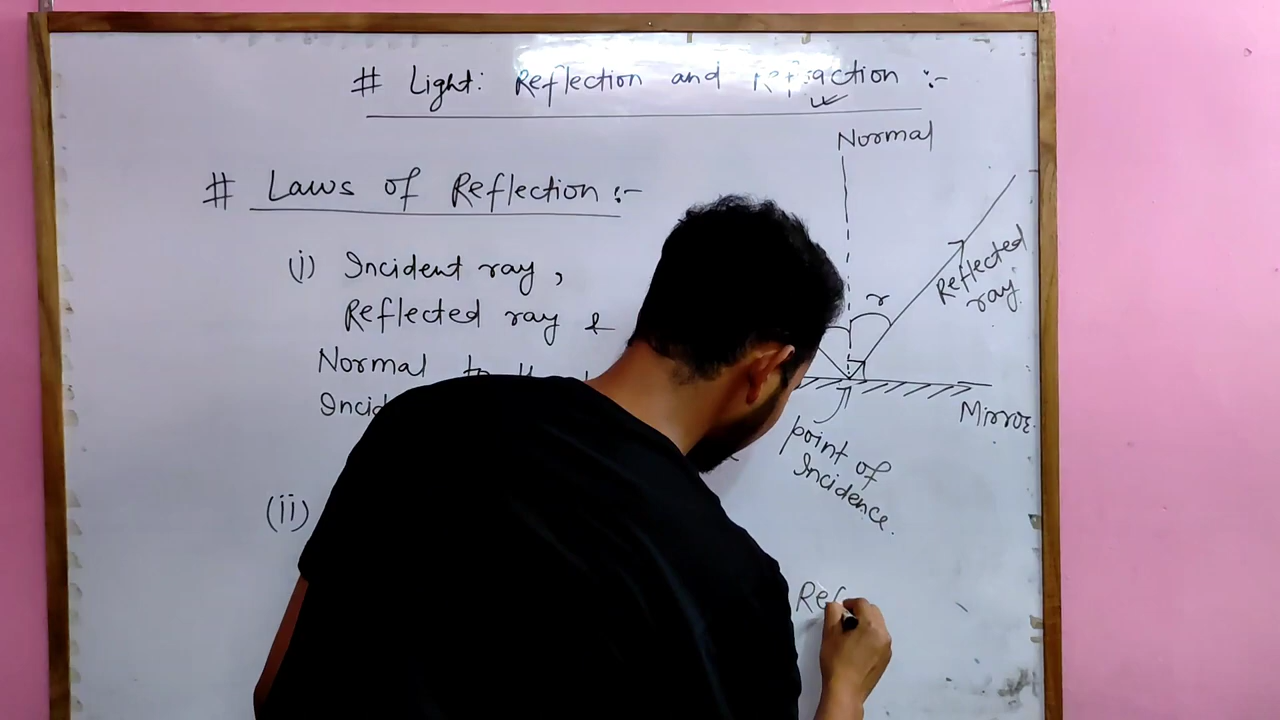 # Light: Reflection and Refraction :-
# Laws of Reflection :-
(i) Incident ray,
Reflected ray &
Normal to
(ii)
Normal
r
Reflected
ray.
Mirror
point of
Incidence.
Ref